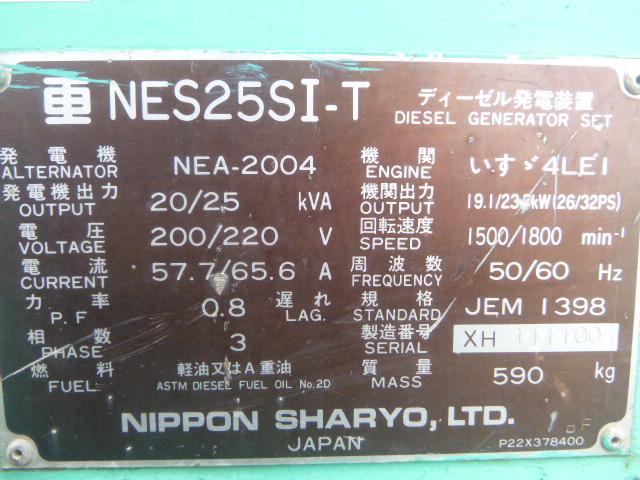 重 NES25SI-T ディーゼル発電装置
DIESEL GENERATOR SET
発電機 NEA-2004 機関 いすゞ4LE1
ALTERNATOR ENGINE
発電機出力 20/25 kVA 機関出力 19.1/23.5kW(26/32PS)
OUTPUT OUTPUT
電圧 200/220 V 回転速度 1500/1800 min⁻¹
VOLTAGE SPEED
電流 57.7/65.6 A 周波数 50/60 Hz
CURRENT FREQUENCY
力率 0.8 遅れ 規格 JEM 1398
P.F LAG. STANDARD
相数 3 製造番号 XH 111100
PHASE SERIAL
燃料 軽油又はA重油 質量 590 kg
FUEL ASTM DIESEL FUEL OIL No.2D MASS
NIPPON SHARYO, LTD.
JAPAN
BF
P22X378400